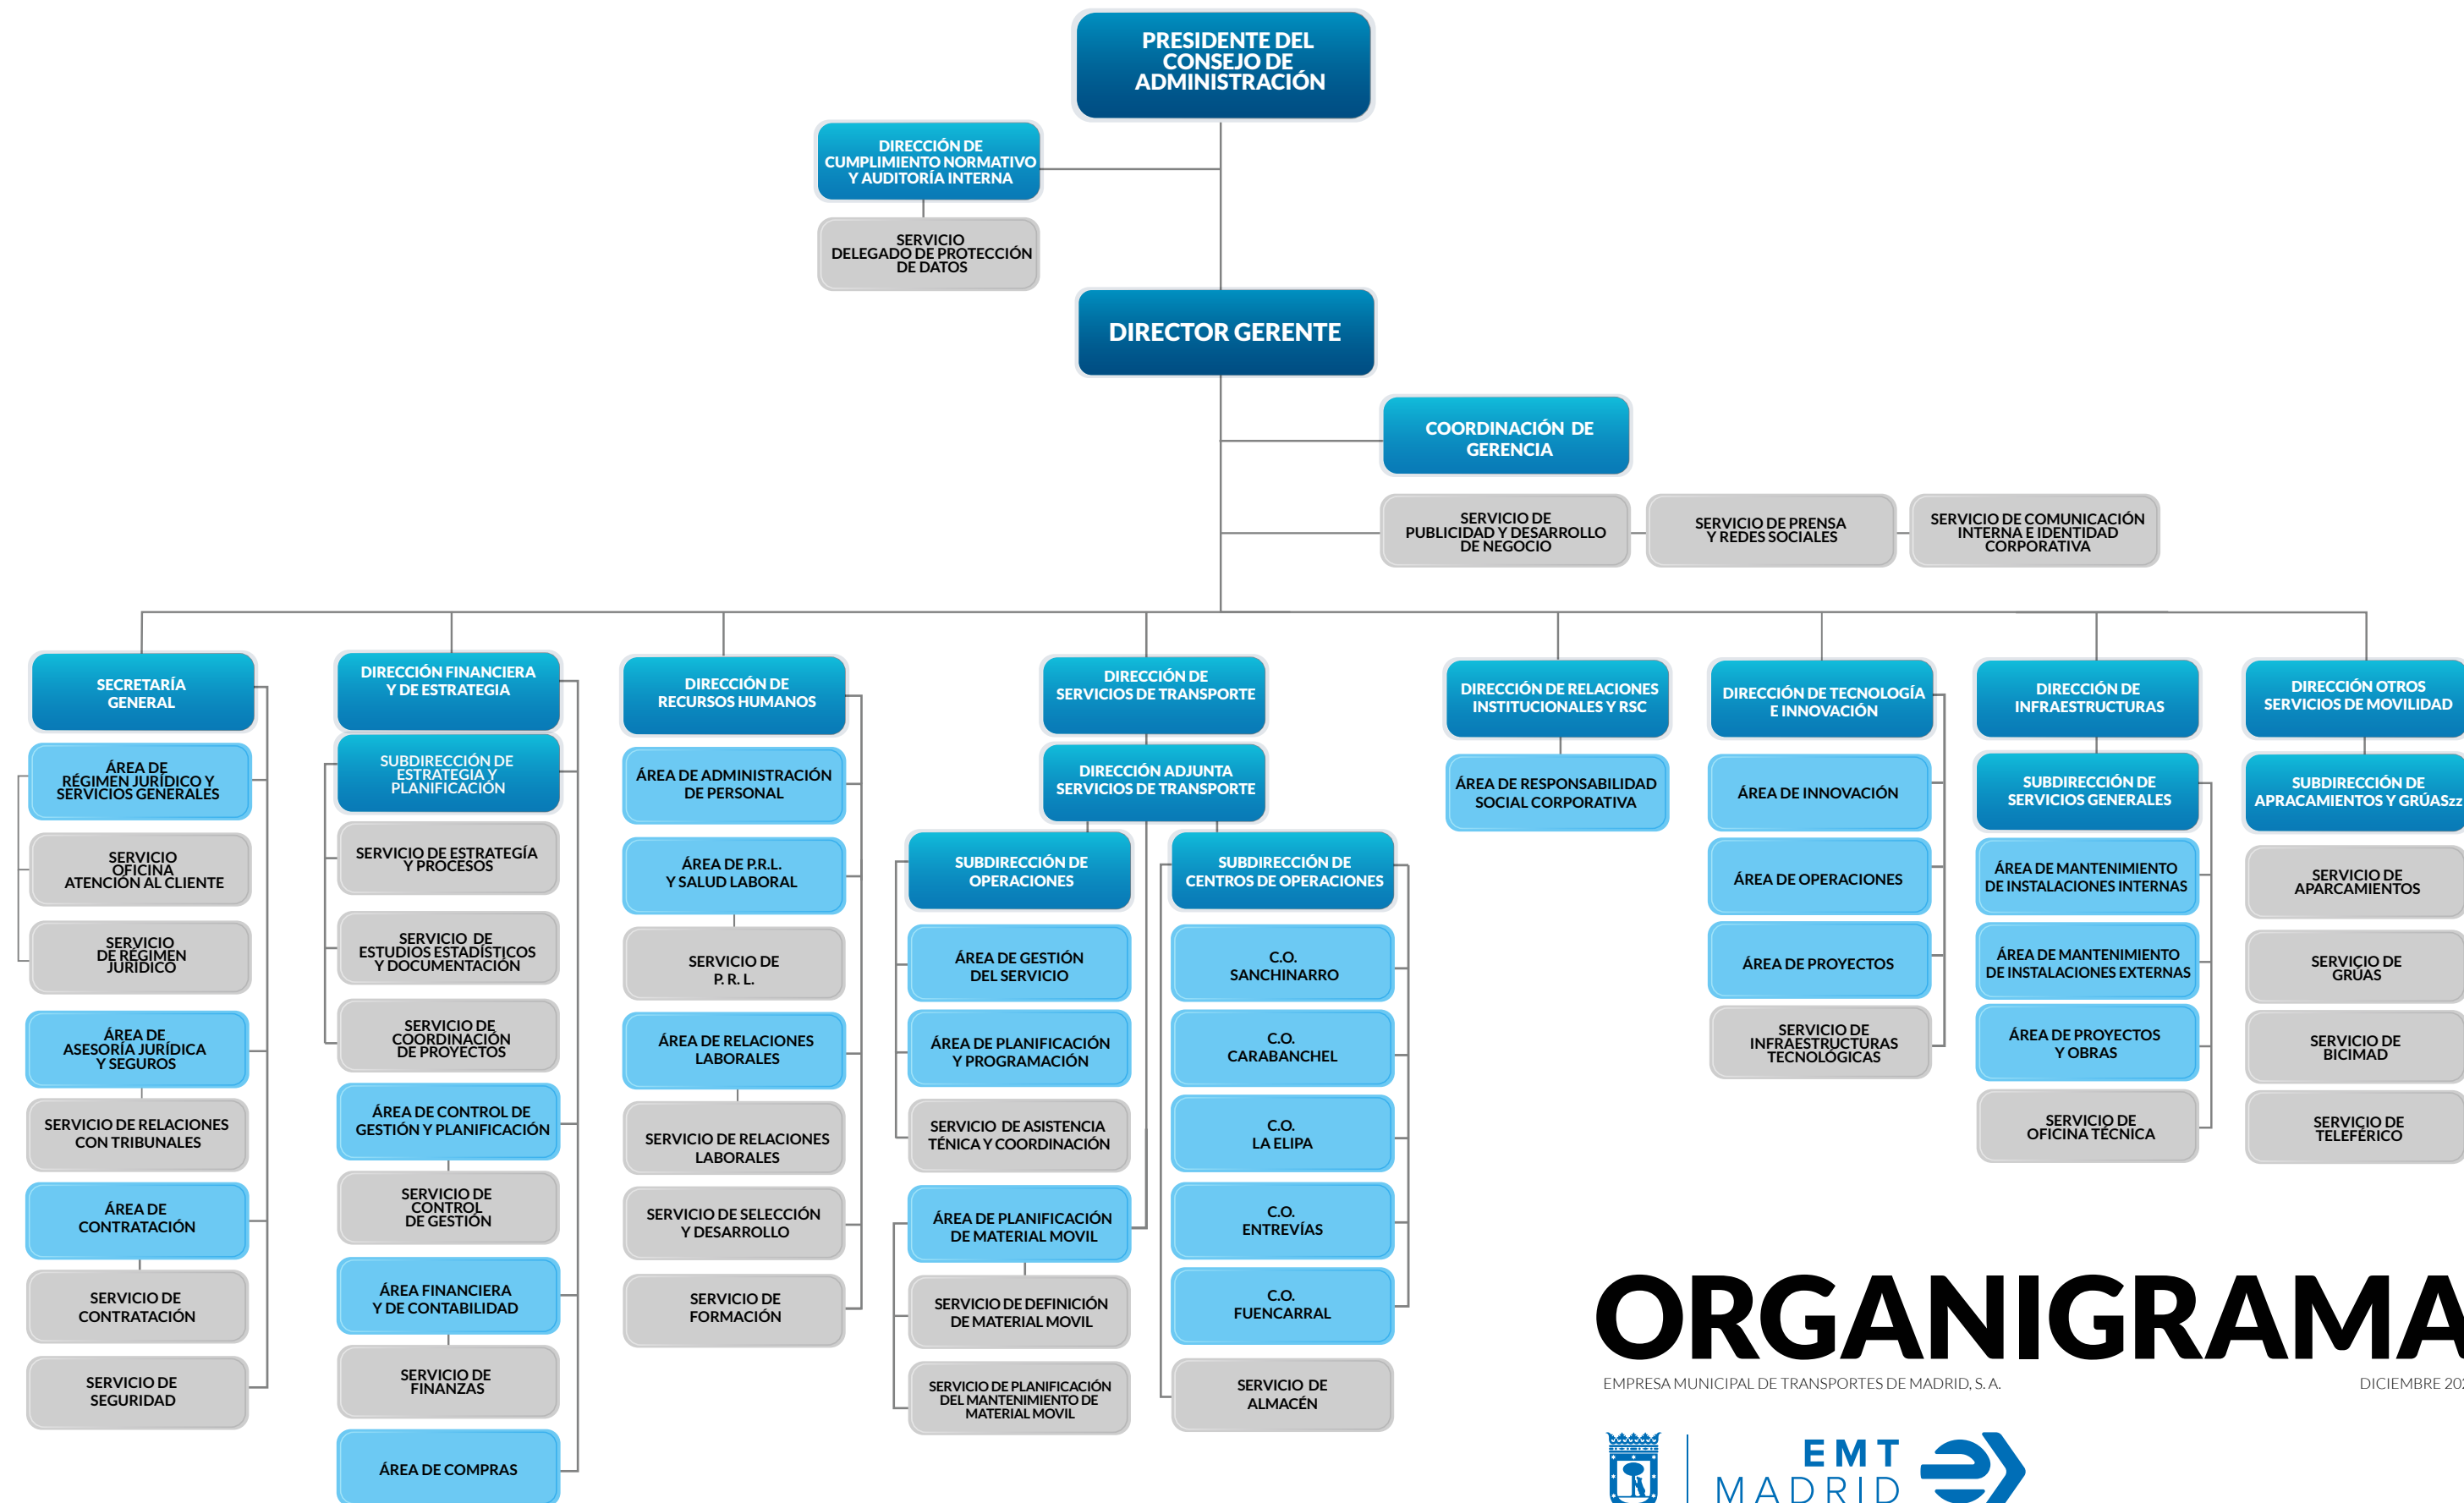 PRESIDENTE DEL
CONSEJO DE
ADMINISTRACIÓN
DIRECCIÓN DE
CUMPLIMIENTO NORMATIVO
Y AUDITORÍA INTERNA
SERVICIO
DELEGADO DE PROTECCIÓN
DE DATOS
DIRECTOR GERENTE
COORDINACIÓN DE
GERENCIA
SERVICIO DE
PUBLICIDAD Y DESARROLLO
DE NEGOCIO
SERVICIO DE PRENSA
Y REDES SOCIALES
SERVICIO DE COMUNICACIÓN
INTERNA E IDENTIDAD
CORPORATIVA
SECRETARÍA
GENERAL
ÁREA DE
RÉGIMEN JURÍDICO Y
SERVICIOS GENERALES
SERVICIO
OFICINA
ATENCIÓN AL CLIENTE
SERVICIO
DE RÉGIMEN
JURÍDICO
ÁREA DE
ASESORÍA JURÍDICA
Y SEGUROS
SERVICIO DE RELACIONES
CON TRIBUNALES
ÁREA DE
CONTRATACIÓN
SERVICIO DE
CONTRATACIÓN
SERVICIO DE
SEGURIDAD
DIRECCIÓN FINANCIERA
Y DE ESTRATEGIA
SUBDIRECCIÓN DE
ESTRATEGIA Y
PLANIFICACIÓN
SERVICIO DE ESTRATEGÍA
Y PROCESOS
SERVICIO DE
ESTUDIOS ESTADÍSTICOS
Y DOCUMENTACIÓN
SERVICIO DE
COORDINACIÓN
DE PROYECTOS
ÁREA DE CONTROL DE
GESTIÓN Y PLANIFICACIÓN
SERVICIO DE
CONTROL
DE GESTIÓN
ÁREA FINANCIERA
Y DE CONTABILIDAD
SERVICIO DE
FINANZAS
ÁREA DE COMPRAS
DIRECCIÓN DE
RECURSOS HUMANOS
ÁREA DE ADMINISTRACIÓN
DE PERSONAL
ÁREA DE P.R.L.
Y SALUD LABORAL
SERVICIO DE
P. R. L.
ÁREA DE RELACIONES
LABORALES
SERVICIO DE RELACIONES
LABORALES
SERVICIO DE SELECCIÓN
Y DESARROLLO
SERVICIO DE
FORMACIÓN
DIRECCIÓN DE
SERVICIOS DE TRANSPORTE
DIRECCIÓN ADJUNTA
SERVICIOS DE TRANSPORTE
SUBDIRECCIÓN DE
OPERACIONES
ÁREA DE GESTIÓN
DEL SERVICIO
ÁREA DE PLANIFICACIÓN
Y PROGRAMACIÓN
SERVICIO DE ASISTENCIA
TÉNICA Y COORDINACIÓN
ÁREA DE PLANIFICACIÓN
DE MATERIAL MOVIL
SERVICIO DE DEFINICIÓN
DE MATERIAL MOVIL
SERVICIO DE PLANIFICACIÓN
DEL MANTENIMIENTO DE
MATERIAL MOVIL
SUBDIRECCIÓN DE
CENTROS DE OPERACIONES
C.O.
SANCHINARRO
C.O.
CARABANCHEL
C.O.
LA ELIPA
C.O.
ENTREVÍAS
C.O.
FUENCARRAL
SERVICIO DE
ALMACÉN
DIRECCIÓN DE RELACIONES
INSTITUCIONALES Y RSC
ÁREA DE RESPONSABILIDAD
SOCIAL CORPORATIVA
DIRECCIÓN DE TECNOLOGÍA
E INNOVACIÓN
ÁREA DE INNOVACIÓN
ÁREA DE OPERACIONES
ÁREA DE PROYECTOS
SERVICIO DE
INFRAESTRUCTURAS
TECNOLÓGICAS
DIRECCIÓN DE
INFRAESTRUCTURAS
SUBDIRECCIÓN DE
SERVICIOS GENERALES
ÁREA DE MANTENIMIENTO
DE INSTALACIONES INTERNAS
ÁREA DE MANTENIMIENTO
DE INSTALACIONES EXTERNAS
ÁREA DE PROYECTOS
Y OBRAS
SERVICIO DE
OFICINA TÉCNICA
DIRECCIÓN OTROS
SERVICIOS DE MOVILIDAD
SUBDIRECCIÓN DE
APRACAMIENTOS Y GRÚASzz
SERVICIO DE
APARCAMIENTOS
SERVICIO DE
GRÚAS
SERVICIO DE
BICIMAD
SERVICIO DE
TELEFÉRICO
ORGANIGRAMA
EMPRESA MUNICIPAL DE TRANSPORTES DE MADRID, S. A.
DICIEMBRE
EMT
MADRID